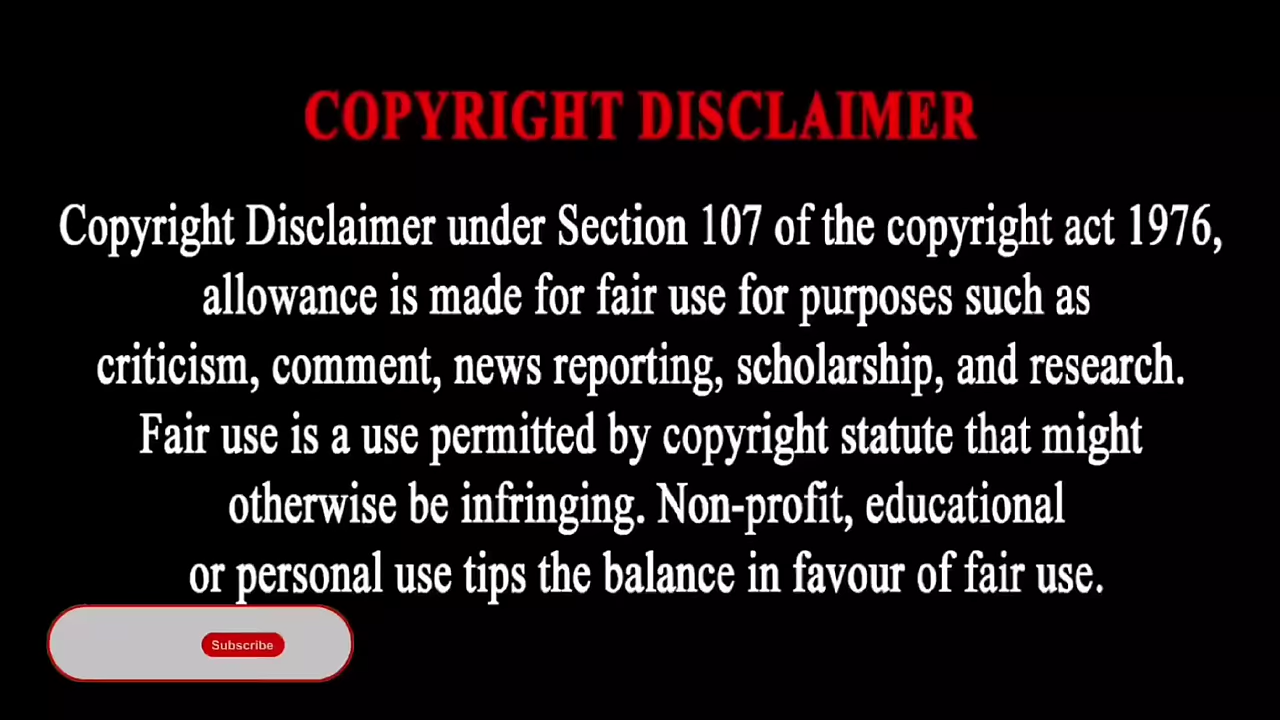 COPYRIGHT DISCLAIMER
Copyright Disclaimer under Section 107 of the copyright act 1976,
allowance is made for fair use for purposes such as
criticism, comment, news reporting, scholarship, and research.
Fair use is a use permitted by copyright statute that might
otherwise be infringing. Non-profit, educational
or personal use tips the balance in favour of fair use.
Subscribe